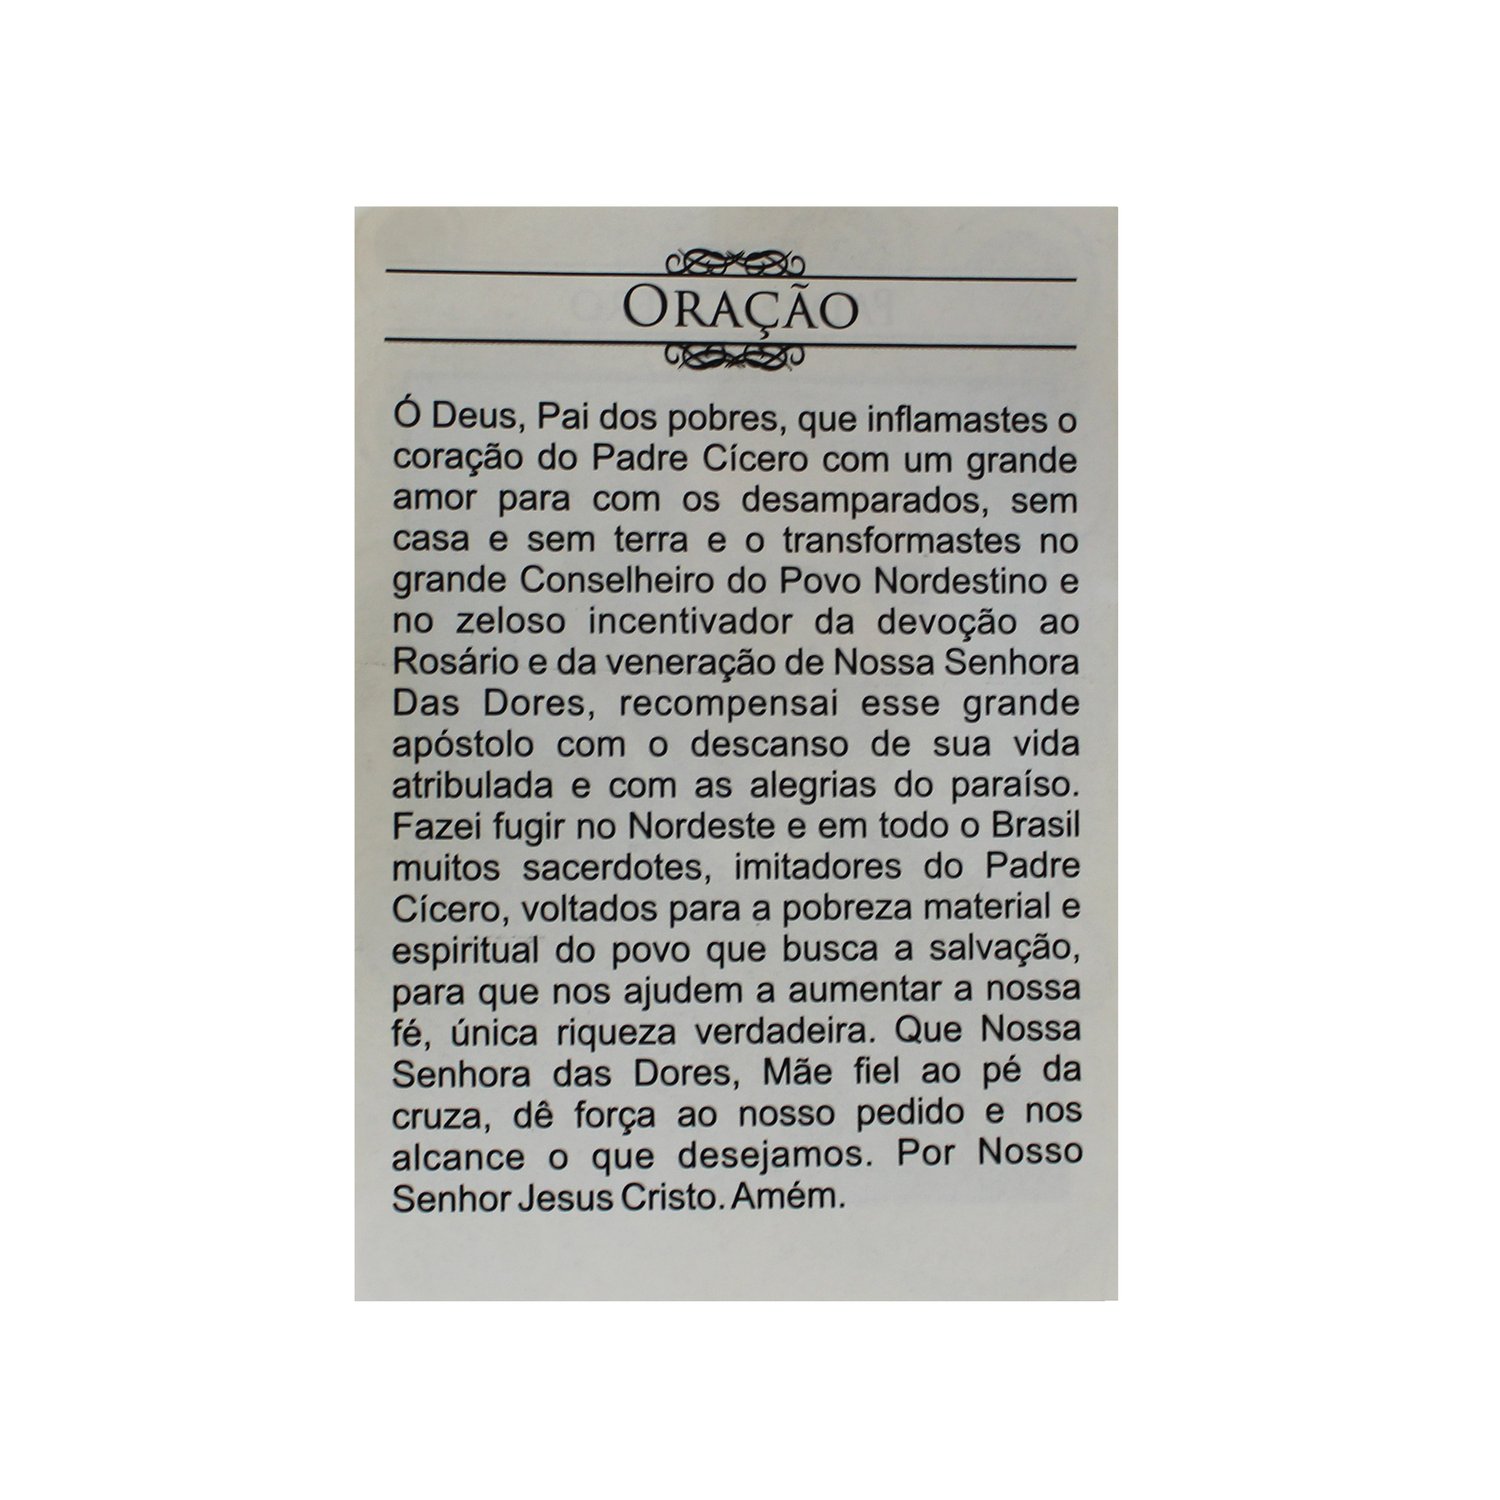 ORAÇÃO
Ó Deus, Pai dos pobres, que inflamastes o
coração do Padre Cícero com um grande
amor para com os desamparados, sem
casa e sem terra e o transformastes no
grande Conselheiro do Povo Nordestino e
no zeloso incentivador da devoção ao
Rosário e da veneração de Nossa Senhora
Das Dores, recompensai esse grande
apóstolo com o descanso de sua vida
atribulada e com as alegrias do paraíso.
Fazei fugir no Nordeste e em todo o Brasil
muitos sacerdotes, imitadores do Padre
Cícero, voltados para a pobreza material e
espiritual do povo que busca a salvação,
para que nos ajudem a aumentar a nossa
fé, única riqueza verdadeira. Que Nossa
Senhora das Dores, Mãe fiel ao pé da
cruza, dê força ao nosso pedido e nos
alcance o que desejamos. Por Nosso
Senhor Jesus Cristo. Amém.